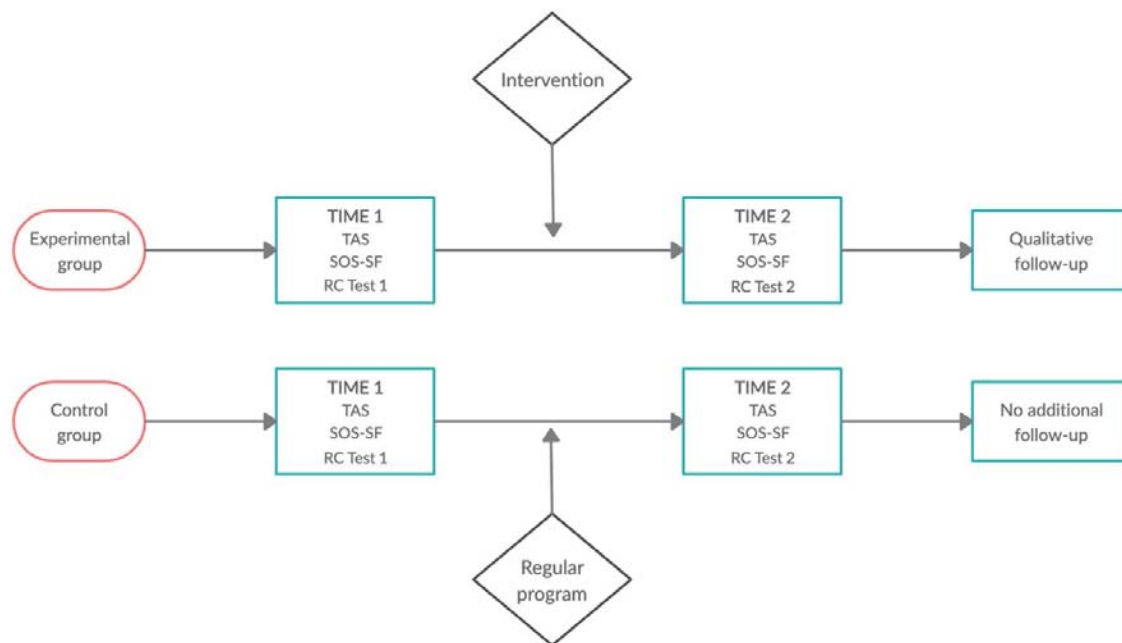 Intervention
Experimental
group
TIME 1
TAS
SOS-SF
RC Test 1
TIME 2
TAS
SOS-SF
RC Test 2
Qualitative
follow-up
Control
group
TIME 1
TAS
SOS-SF
RC Test 1
TIME 2
TAS
SOS-SF
RC Test 2
No additional
follow-up
Regular
program